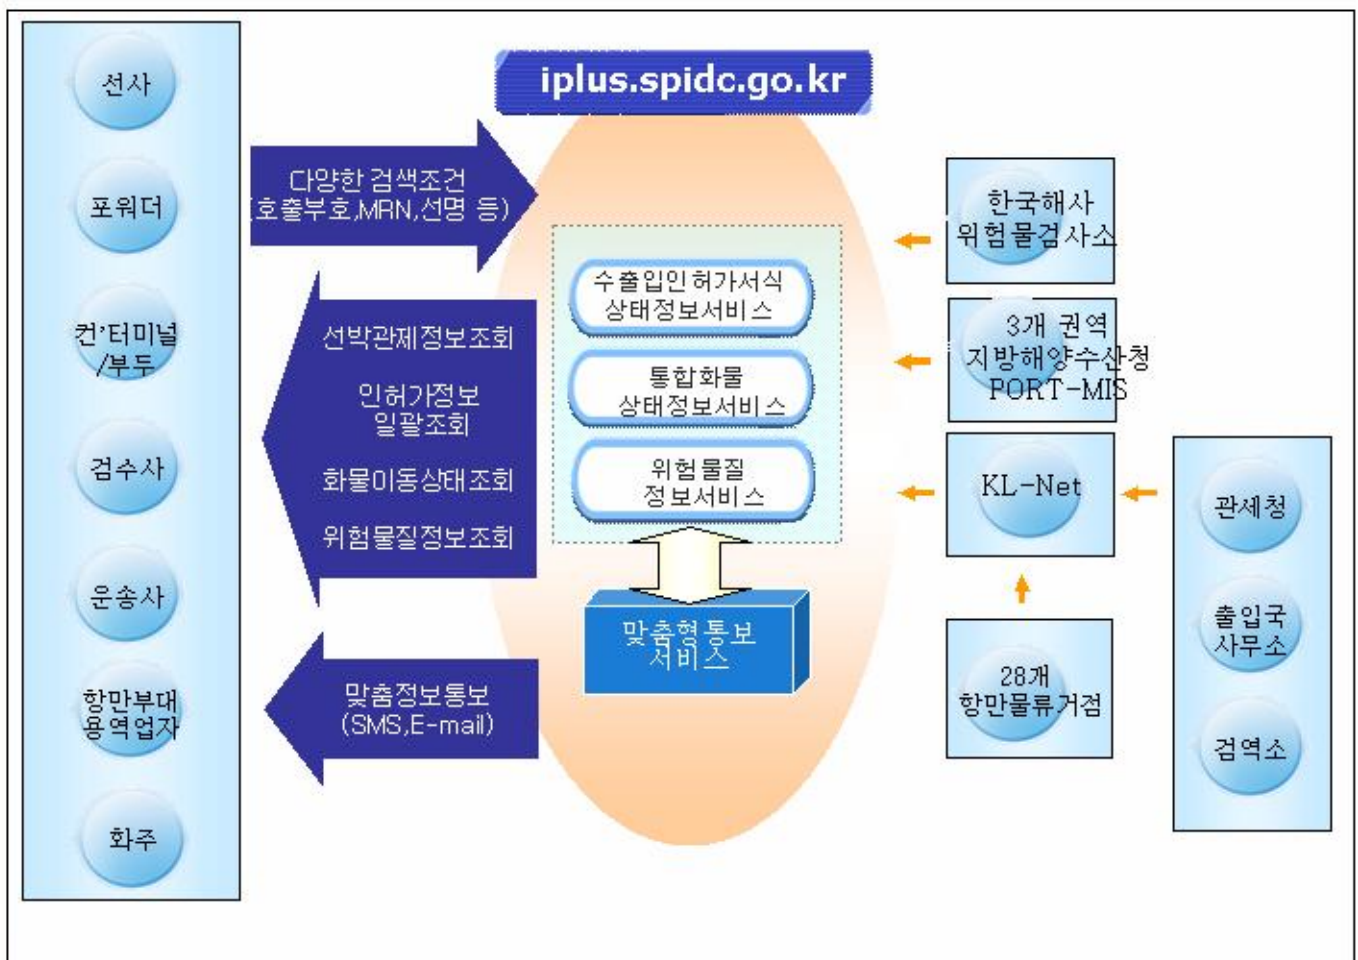 iplus.spidc.go.kr
선사
포워더
컨'터미널
/부두
검수사
운송사
항만부대
용역업자
화주
다양한 검색조건
(호출부호,MRN,선명 등)
선박관제정보조회
인허가정보
일괄조회
화물이동상태조회
위험물질정보조회
맞춤정보통보
(SMS,E-mail)
수출입인허가서식
상태정보서비스
통합화물
상태정보서비스
위험물질
정보서비스
맞춤형통보
서비스
한국해사
위험물검사소
3개 권역
지방해양수산청
PORT-MIS
KL-Net
28개
항만물류거점
관세청
출입국
사무소
검역소